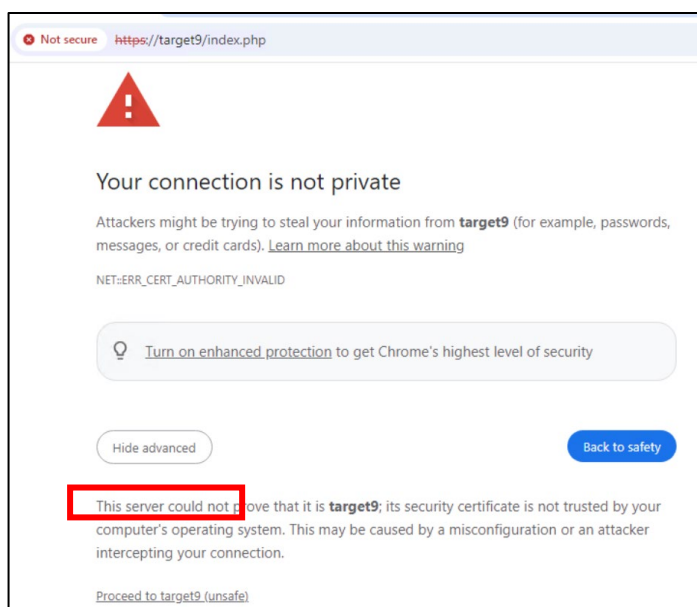 Not secure https://target9/index.php
Your connection is not private
Attackers might be trying to steal your information from target9 (for example, passwords,
messages, or credit cards). Learn more about this warning
NET::ERR_CERT_AUTHORITY_INVALID
Turn on enhanced protection to get Chrome's highest level of security
Hide advanced
Back to safety
This server could not prove that it is target9; its security certificate is not trusted by your
computer's operating system. This may be caused by a misconfiguration or an attacker
intercepting your connection.
Proceed to target9 (unsafe)